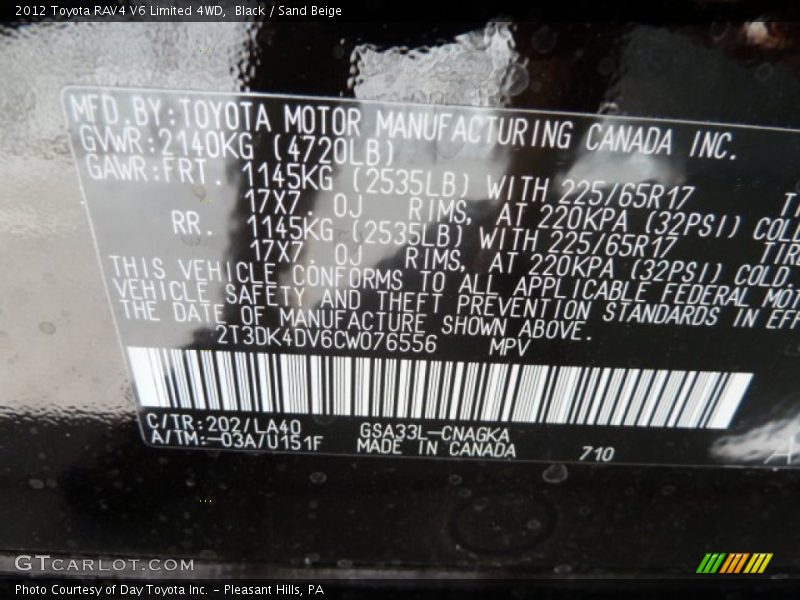 2012 Toyota RAV4 V6 Limited 4WD, Black / Sand Beige
MFD.BY:TOYOTA MOTOR MANUFACTURING CANADA INC.
GVWR:2140KG (4720LB)
GAWR:FRT. 1145KG (2535LB) WITH 225/65R17
17X7.0J RIMS, AT 220KPA (32PSI) COLD
RR. 1145KG (2535LB) WITH 225/65R17 TIRE
17X7.0J RIMS, AT 220KPA (32PSI) COLD.
THIS VEHICLE CONFORMS TO ALL APPLICABLE FEDERAL MOT
VEHICLE SAFETY AND THEFT PREVENTION STANDARDS IN EFF
THE DATE OF MANUFACTURE SHOWN ABOVE.
2T3DK4DV6CW076556 MPV
C/TR:202/LA40 GSA33L-CNAGKA
A/TM:-03A/U151F MADE IN CANADA 710
GTCARLOT.COM
Photo Courtesy of Day Toyota Inc. - Pleasant Hills, PA